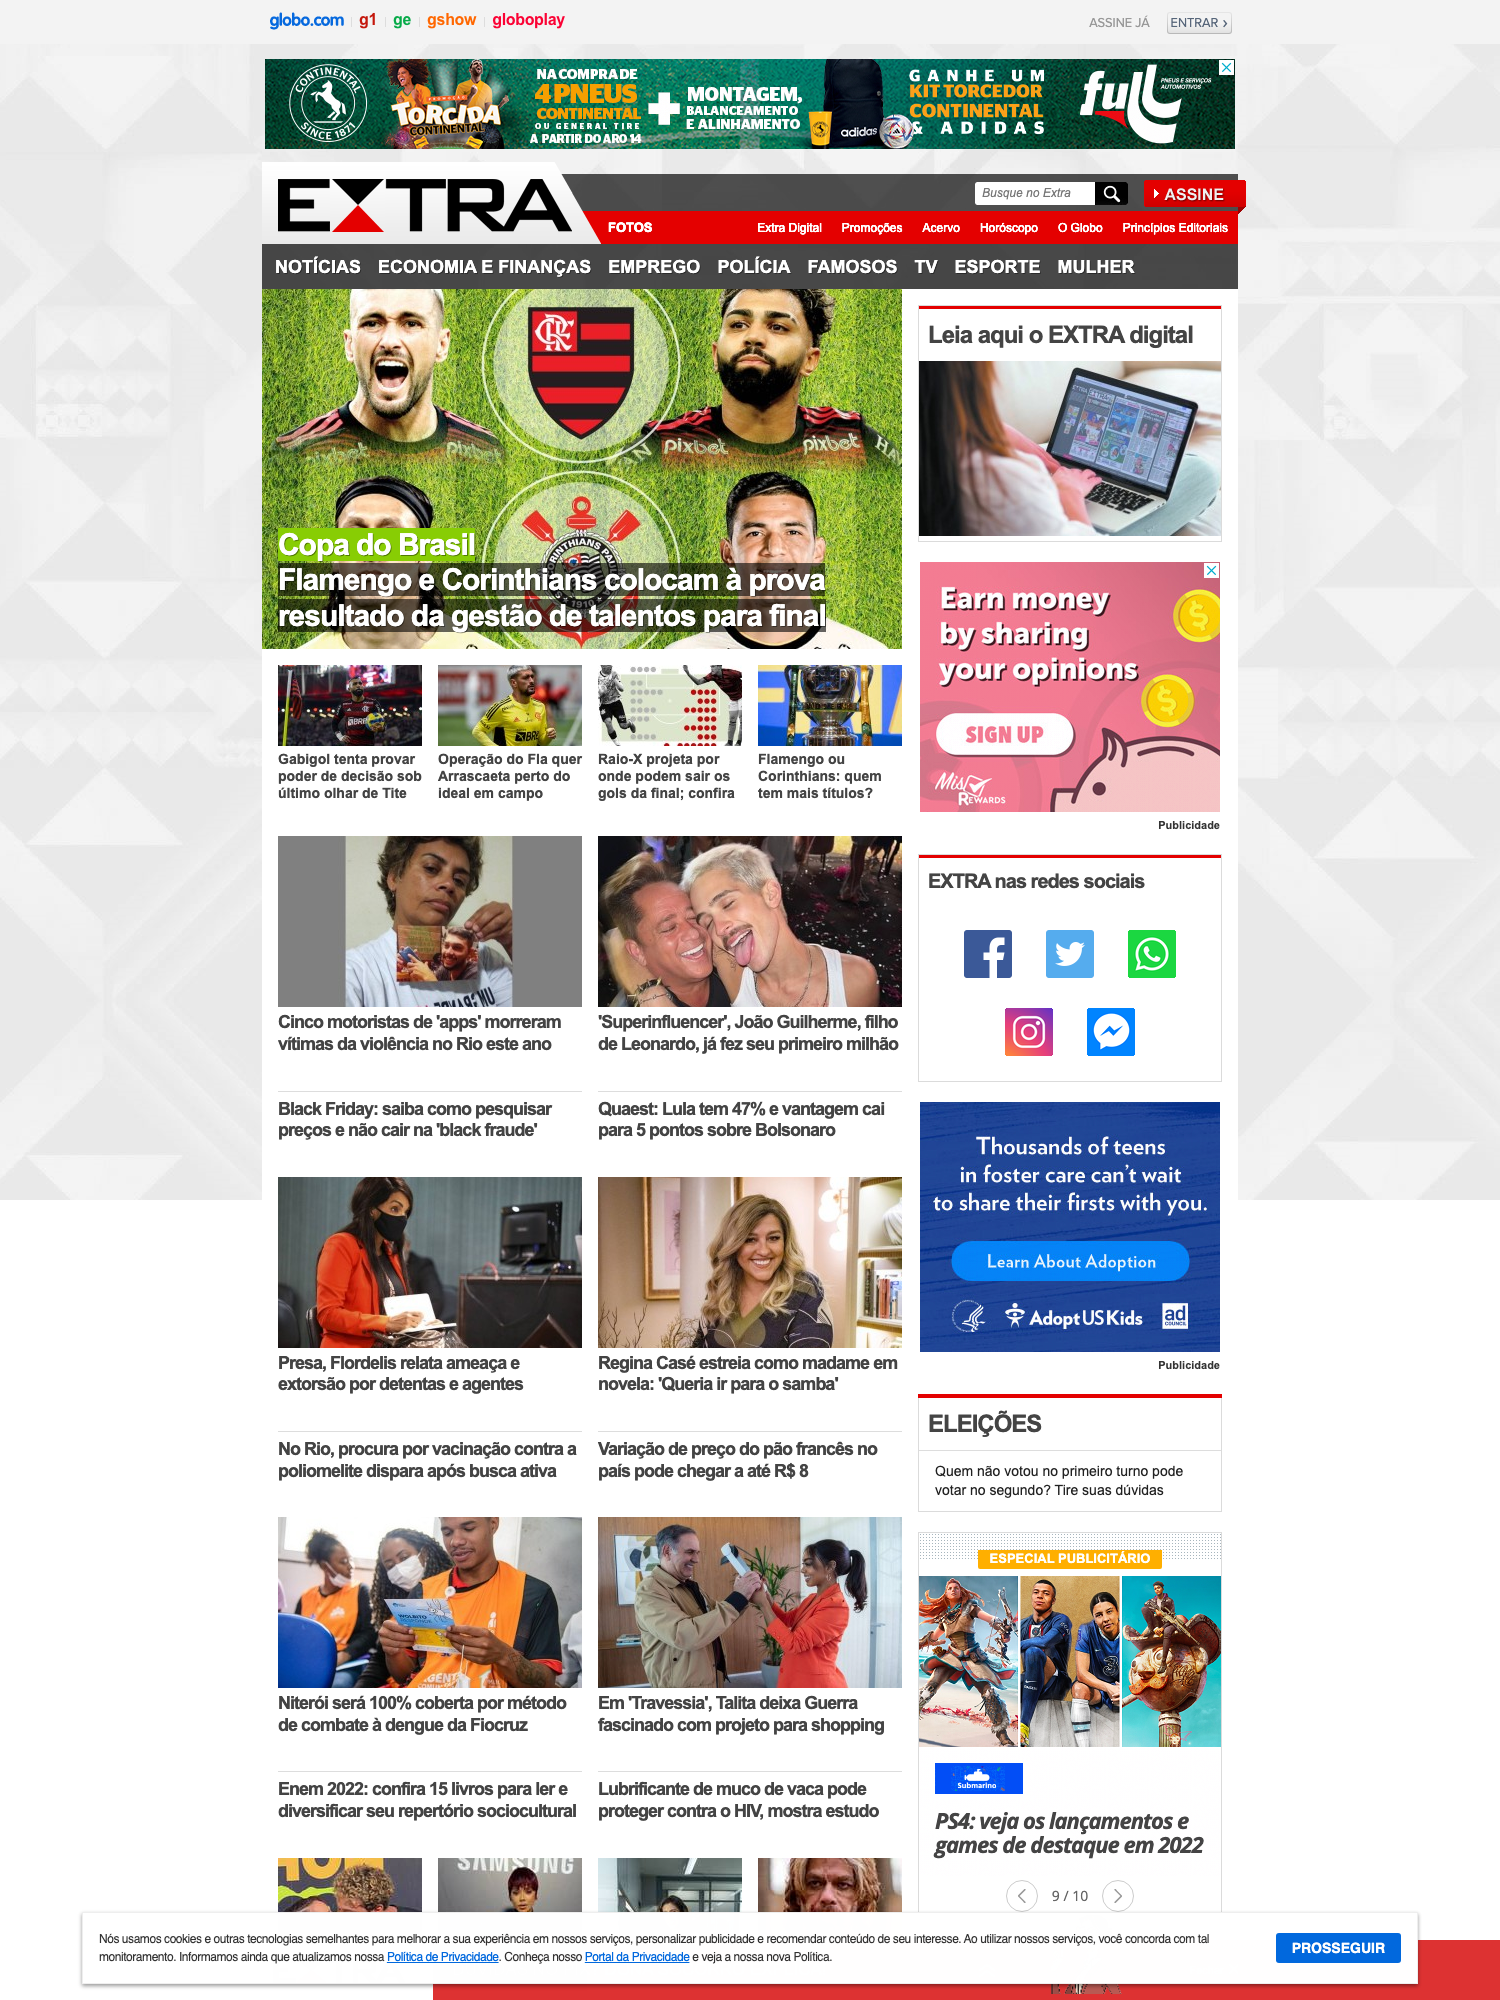 globo.com g1 ge gshow globoplay
ASSINE JÁ ENTRAR ›
CONTINENTAL
SINCE 1871
TORCIDA
CONTINENTAL
NA COMPRA DE
4 PNEUS
CONTINENTAL
OU GENERAL TIRE
A PARTIR DO ARO 14
MONTAGEM,
BALANCEAMENTO
E ALINHAMENTO
adidas
GANHE UM
KIT TORCEDOR
CONTINENTAL
& ADIDAS
full
PNEUS E SERVIÇOS
AUTOMOTIVOS
EXTRA
Busque no Extra
ASSINE
FOTOS
Extra Digital Promoções Acervo Horóscopo O Globo Princípios Editoriais
NOTÍCIAS ECONOMIA E FINANÇAS EMPREGO POLÍCIA FAMOSOS TV ESPORTE MULHER
pixbet
pixbet
pixbet
Copa do Brasil
Flamengo e Corinthians colocam à prova
resultado da gestão de talentos para final
Gabigol tenta provar
poder de decisão sob
último olhar de Tite
Operação do Fla quer
Arrascaeta perto do
ideal em campo
Raio-X projeta por
onde podem sair os
gols da final; confira
Flamengo ou
Corinthians: quem
tem mais títulos?
Cinco motoristas de 'apps' morreram
vítimas da violência no Rio este ano
'Superinfluencer', João Guilherme, filho
de Leonardo, já fez seu primeiro milhão
Black Friday: saiba como pesquisar
preços e não cair na 'black fraude'
Quaest: Lula tem 47% e vantagem cai
para 5 pontos sobre Bolsonaro
Presa, Flordelis relata ameaça e
extorsão por detentas e agentes
Regina Casé estreia como madame em
novela: 'Queria ir para o samba'
No Rio, procura por vacinação contra a
poliomelite dispara após busca ativa
Variação de preço do pão francês no
país pode chegar a até R$ 8
Niterói será 100% coberta por método
de combate à dengue da Fiocruz
Em 'Travessia', Talita deixa Guerra
fascinado com projeto para shopping
Enem 2022: confira 15 livros para ler e
diversificar seu repertório sociocultural
Lubrificante de muco de vaca pode
proteger contra o HIV, mostra estudo
SAMSUNG
Leia aqui o EXTRA digital
Earn money
by sharing
your opinions
SIGN UP
Mis
REWARDS
Publicidade
EXTRA nas redes sociais
Thousands of teens
in foster care can't wait
to share their firsts with you.
Learn About Adoption
AdoptUSKids
ad
COUNCIL
Publicidade
ELEIÇÕES
Quem não votou no primeiro turno pode
votar no segundo? Tire suas dúvidas
ESPECIAL PUBLICITÁRIO
Submarino
PS4: veja os lançamentos e
games de destaque em 2022
9 / 10
Nós usamos cookies e outras tecnologias semelhantes para melhorar a sua experiência em nossos serviços, personalizar publicidade e recomendar conteúdo de seu interesse. Ao utilizar nossos serviços, você concorda com tal
monitoramento. Informamos ainda que atualizamos nossa Política de Privacidade. Conheça nosso Portal da Privacidade e veja a nossa nova Política.
PROSSEGUIR